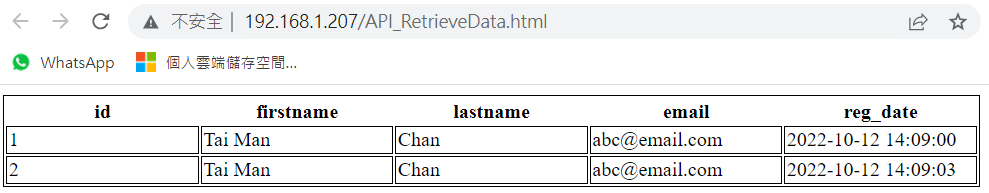 不安全 | 192.168.1.207/API_RetrieveData.html
WhatsApp 個人雲端儲存空間...
id firstname lastname email reg_date
1 Tai Man Chan abc@email.com 2022-10-12 14:09:00
2 Tai Man Chan abc@email.com 2022-10-12 14:09:03